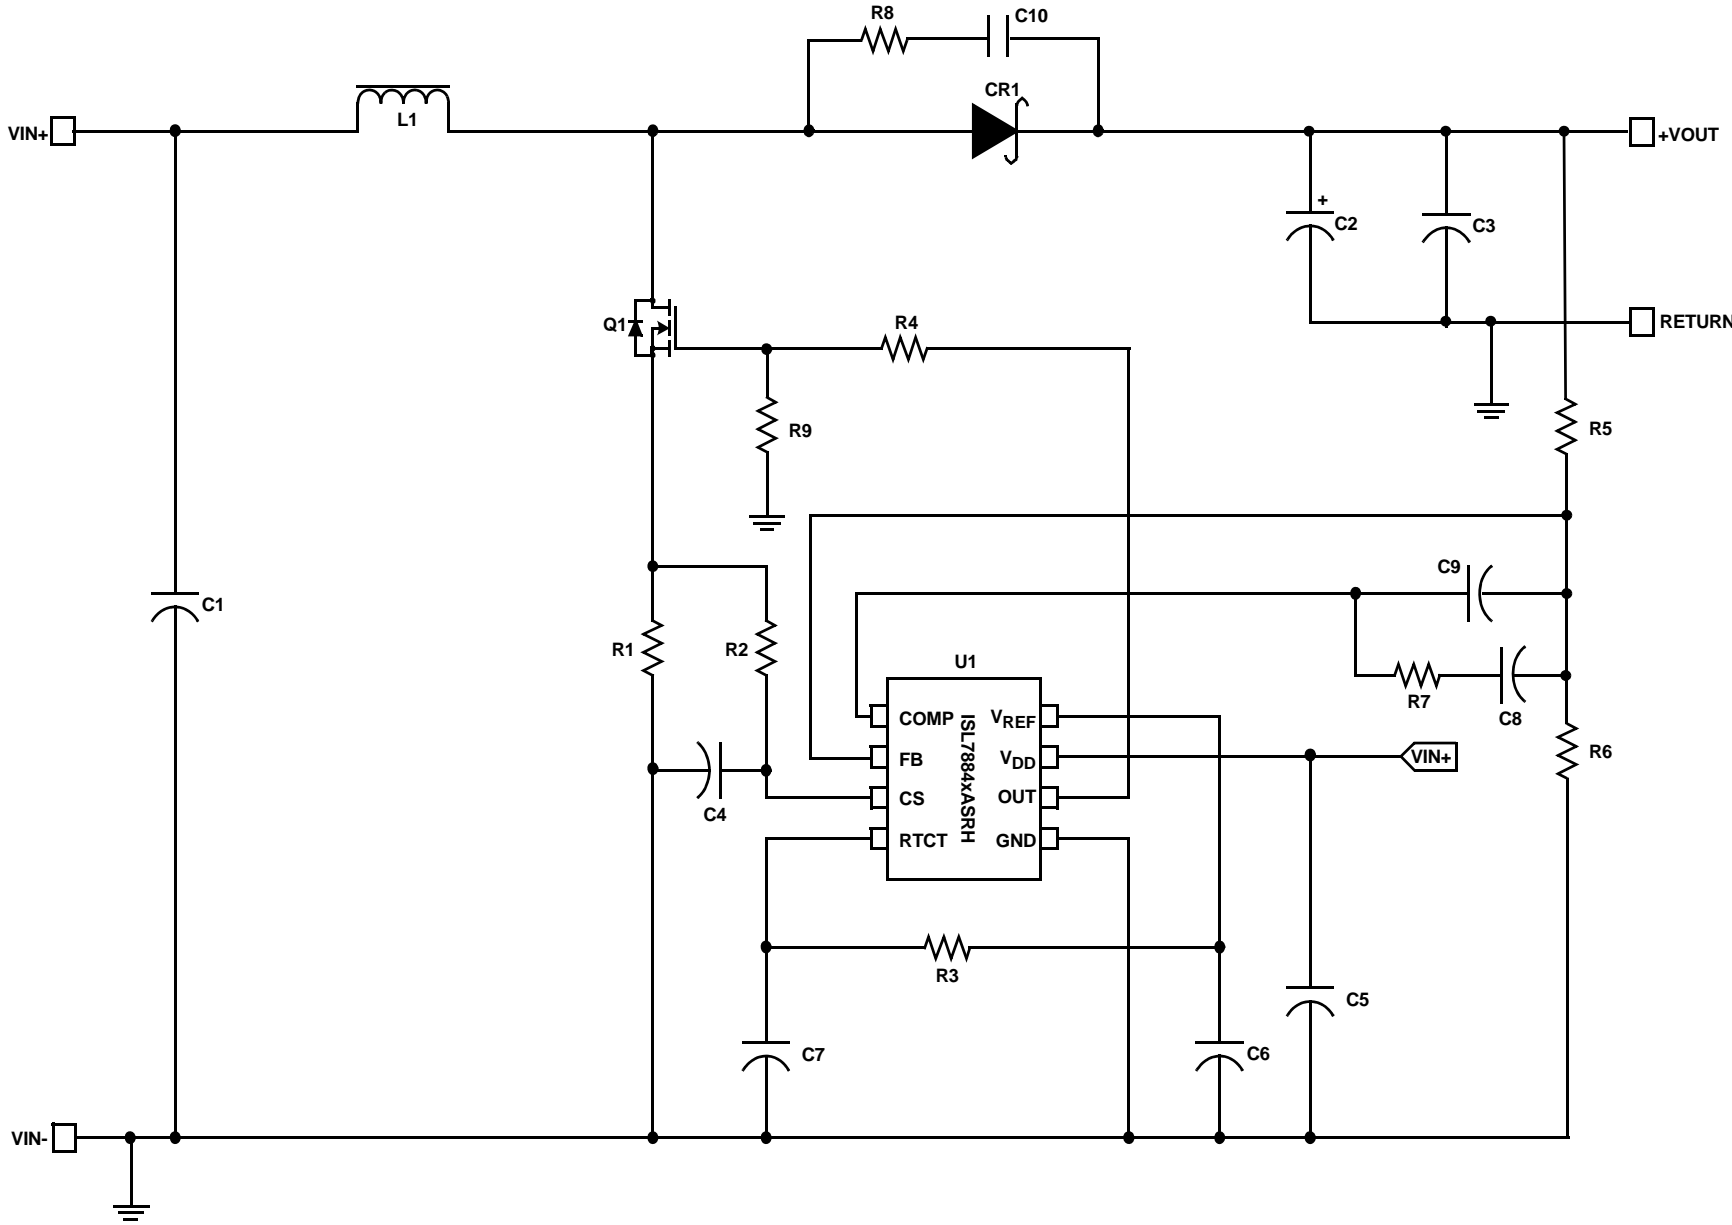 R8
C10
CR1
VIN+
L1
+VOUT
+
C2
C3
Q1
R4
RETURN
R9
R5
C9
C1
R1
R2
U1
R7
C8
COMP
VREF
FB
VDD
VIN+
R6
CS
OUT
C4
RTCT
GND
ISL7884xASRH
R3
C5
C7
C6
VIN-